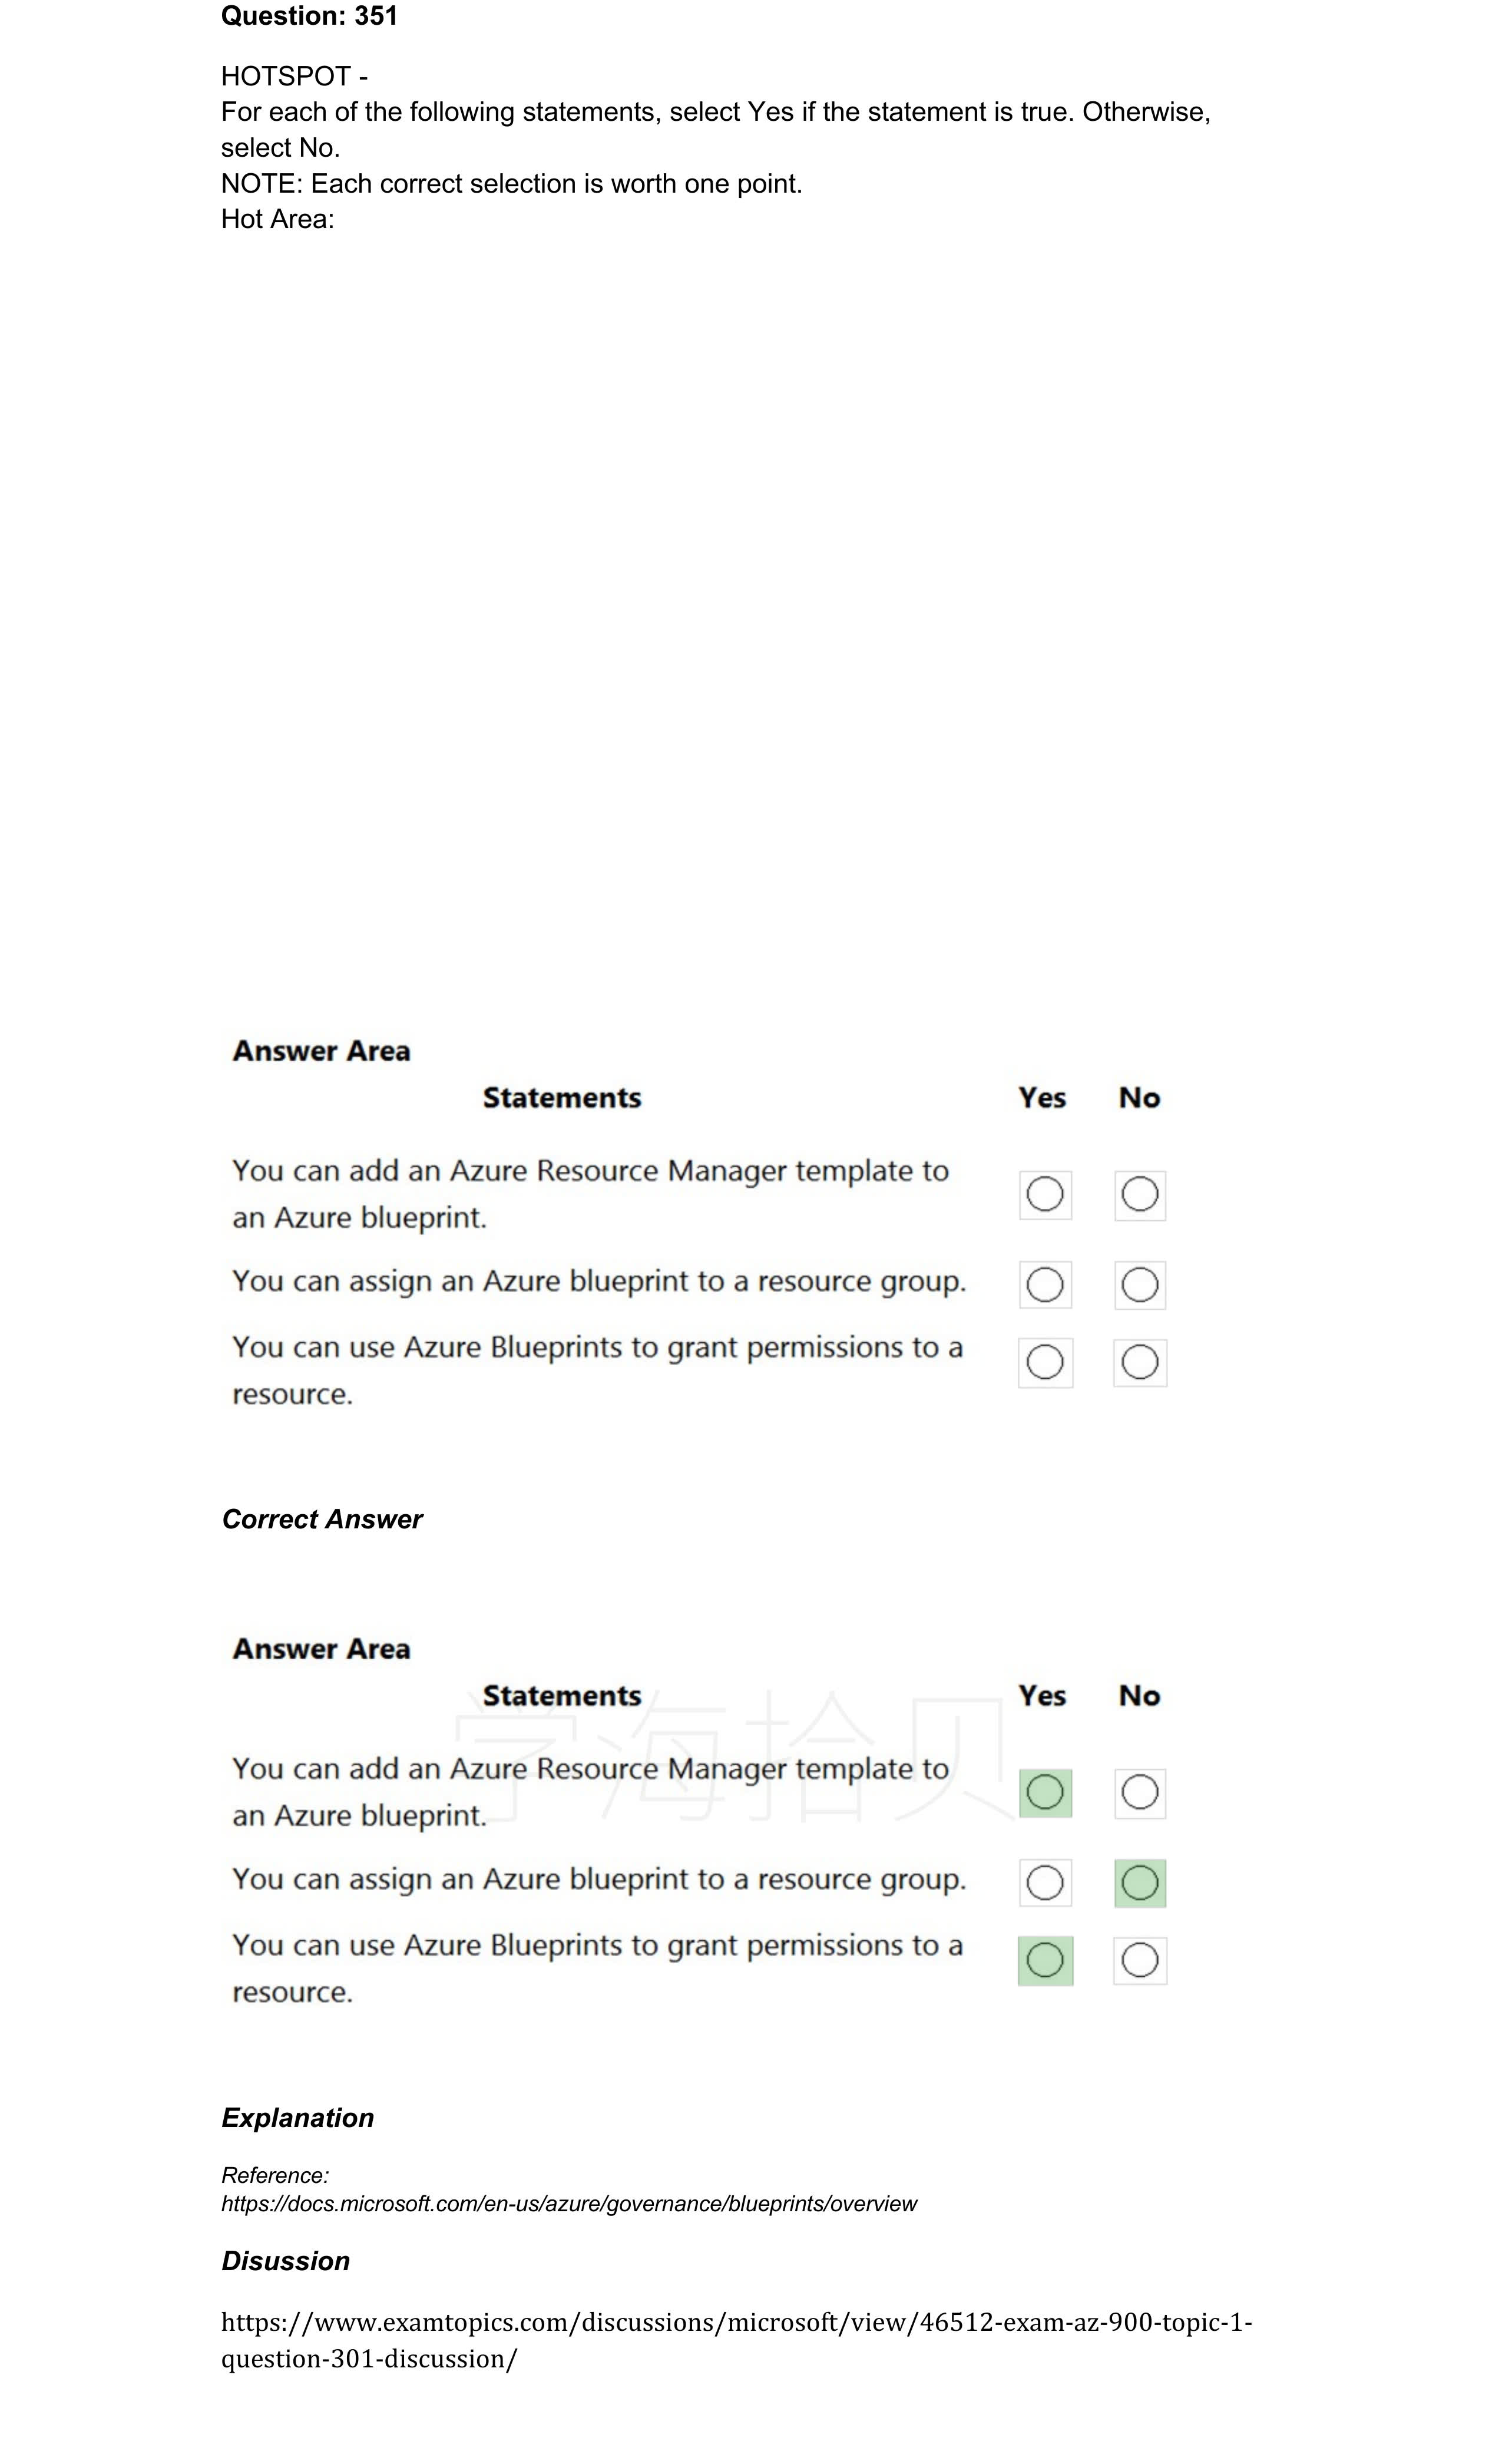 Question: 351
HOTSPOT -
For each of the following statements, select Yes if the statement is true. Otherwise,
select No.
NOTE: Each correct selection is worth one point.
Hot Area:
Answer Area
Statements Yes No
You can add an Azure Resource Manager template to
an Azure blueprint.
You can assign an Azure blueprint to a resource group.
You can use Azure Blueprints to grant permissions to a
resource.
Correct Answer
Answer Area
Statements Yes No
学海拾贝
You can add an Azure Resource Manager template to
an Azure blueprint.
You can assign an Azure blueprint to a resource group.
You can use Azure Blueprints to grant permissions to a
resource.
Explanation
Reference:
https://docs.microsoft.com/en-us/azure/governance/blueprints/overview
Disussion
https://www.examtopics.com/discussions/microsoft/view/46512-exam-az-900-topic-1-
question-301-discussion/